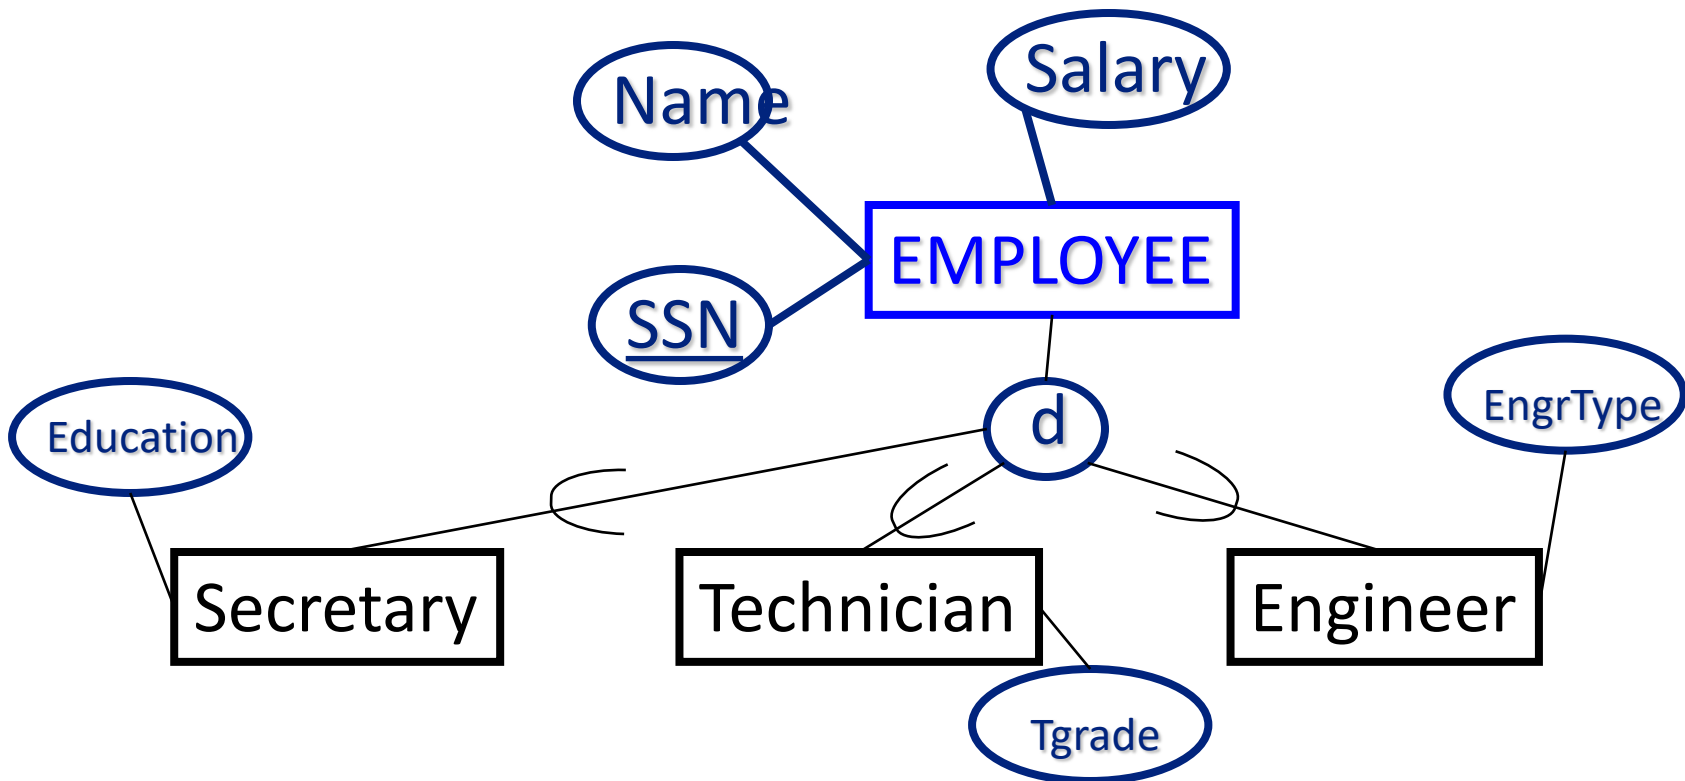 Salary
Name
EMPLOYEE
SSN
EngrType
d
Education
Secretary
Technician
Engineer
Tgrade